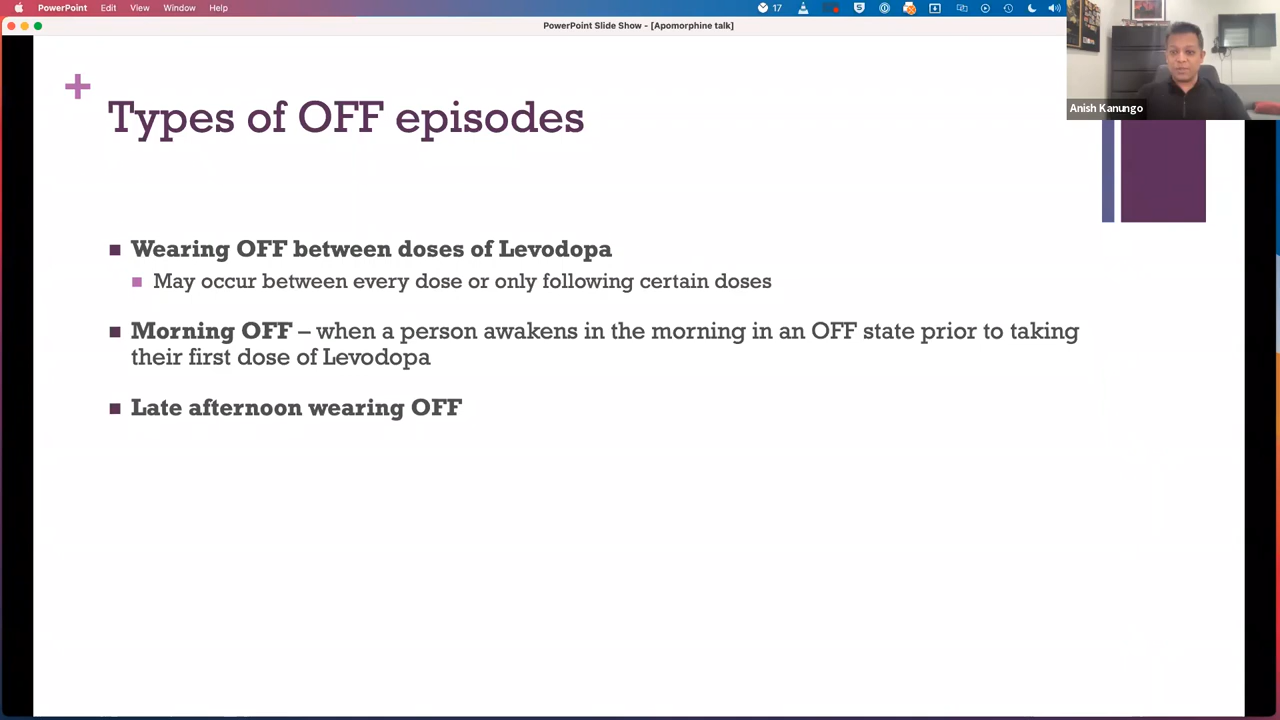 PowerPoint Edit View Window Help 17
PowerPoint Slide Show - [Apomorphine talk]
Anish Kanungo
+
Types of OFF episodes
Wearing OFF between doses of Levodopa
May occur between every dose or only following certain doses
Morning OFF – when a person awakens in the morning in an OFF state prior to taking
their first dose of Levodopa
Late afternoon wearing OFF